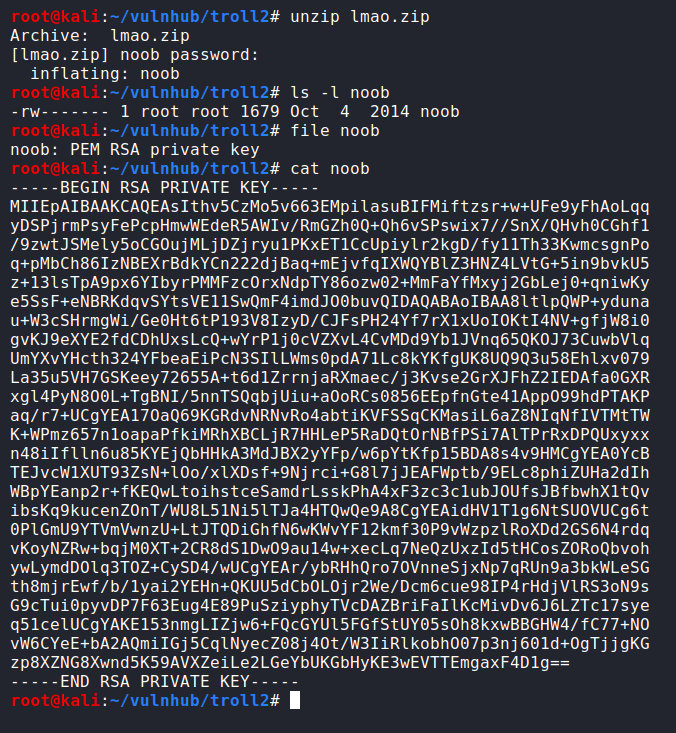 root@kali:~/vulnhub/troll2# unzip lmao.zip
Archive:  lmao.zip
[lmao.zip] noob password:
  inflating: noob
root@kali:~/vulnhub/troll2# ls -l noob
-rw------- 1 root root 1679 Oct  4  2014 noob
root@kali:~/vulnhub/troll2# file noob
noob: PEM RSA private key
root@kali:~/vulnhub/troll2# cat noob
-----BEGIN RSA PRIVATE KEY-----
MIIEpAIBAAKCAQEAsIthv5CzMo5v663EMpilasuBIFMiftzsr+w+UFe9yFhAoLqq
yDSPjrmPsyFePcpHmwWEdeR5AWIv/RmGZh0Q+Qh6vSPswix7//SnX/QHvh0CGhf1
/9zwtJSMely5oCGOujMLjDZjryu1PKxET1CcUpiylr2kgD/fy11Th33KwmcsgnPo
q+pMbCh86IzNBEXrBdkYCn222djBaq+mEjvfqIXWQYBlZ3HNZ4LVtG+5in9bvkU5
z+13lsTpA9px6YIbyrPMMFzcOrxNdpTY86ozw02+MmFaYfMxyj2GbLej0+qniwKy
e5SsF+eNBRKdqvSYtsVE11SwQmF4imdJO0buvQIDAQABAoIBAA8ltlpQWP+yduna
u+W3cSHrmgWi/Ge0Ht6tP193V8IzyD/CJFsPH24Yf7rX1xUoIOKtI4NV+gfjW8i0
gvKJ9eXYE2fdCDhUxsLcQ+wYrP1j0cVZXvL4CvMDd9Yb1JVnq65QKOJ73CuwbVlq
UmYXvYHcth324YFbeaEiPcN3SIlLWms0pdA71Lc8kYKfgUK8UQ9Q3u58Ehlxv079
La35u5VH7GSKeey72655A+t6d1ZrrnjaRXmaec/j3Kvse2GrXJFhZ2IEDAfa0GXR
xgl4PyN8O0L+TgBNI/5nnTSQqbjUiu+aOoRCs0856EEpfnGte41AppO99hdPTAKP
aq/r7+UCgYEA17OaQ69KGRdvNRNvRo4abtiKVFSSqCKMasiL6aZ8NIqNfIVTMtTW
K+WPmz657n1oapaPfkiMRhXBCLjR7HHLeP5RaDQtOrNBfPSi7AlTPrRxDPQUxyxx
n48iIflln6u85KYEjQbHHkA3MdJBX2yYFp/w6pYtKfp15BDA8s4v9HMCgYEA0YcB
TEJvcW1XUT93ZsN+lOo/xlXDsf+9Njrci+G8l7jJEAFWptb/9ELc8phiZUHa2dIh
WBpYEanp2r+fKEQwLtoihstceSamdrLsskPhA4xF3zc3c1ubJOUfsJBfbwhX1tQv
ibsKq9kucenZOnT/WU8L51Ni5lTJa4HTQwQe9A8CgYEAidHV1T1g6NtSUOVUCg6t
0PlGmU9YTVmVwnzU+LtJTQDiGhfN6wKWvYF12kmf30P9vWzpzlRoXDd2GS6N4rdq
vKoyNZRw+bqjM0XT+2CR8dS1DwO9au14w+xecLq7NeQzUxzId5tHCosZORoQbvoh
ywLymdDOlq3TOZ+CySD4/wUCgYEAr/ybRHhQro7OVnneSjxNp7qRUn9a3bkWLeSG
th8mjrEwf/b/1yai2YEHn+QKUU5dCbOLOjr2We/Dcm6cue98IP4rHdjVlRS3oN9s
G9cTui0pyvDP7F63Eug4E89PuSziyphyTVcDAZBriFaIlKcMivDv6J6LZTc17sye
q51celUCgYAKE153nmgLIZjw6+FQcGYUl5FGfStUY05sOh8kxwBBGHW4/fC77+NO
vW6CYeE+bA2AQmiIGj5CqlNyecZ08j4Ot/W3IiRlkobhO07p3nj601d+OgTjjgKG
zp8XZNG8Xwnd5K59AVXZeiLe2LGeYbUKGbHyKE3wEVTTEmgaxF4D1g==
-----END RSA PRIVATE KEY-----
root@kali:~/vulnhub/troll2#